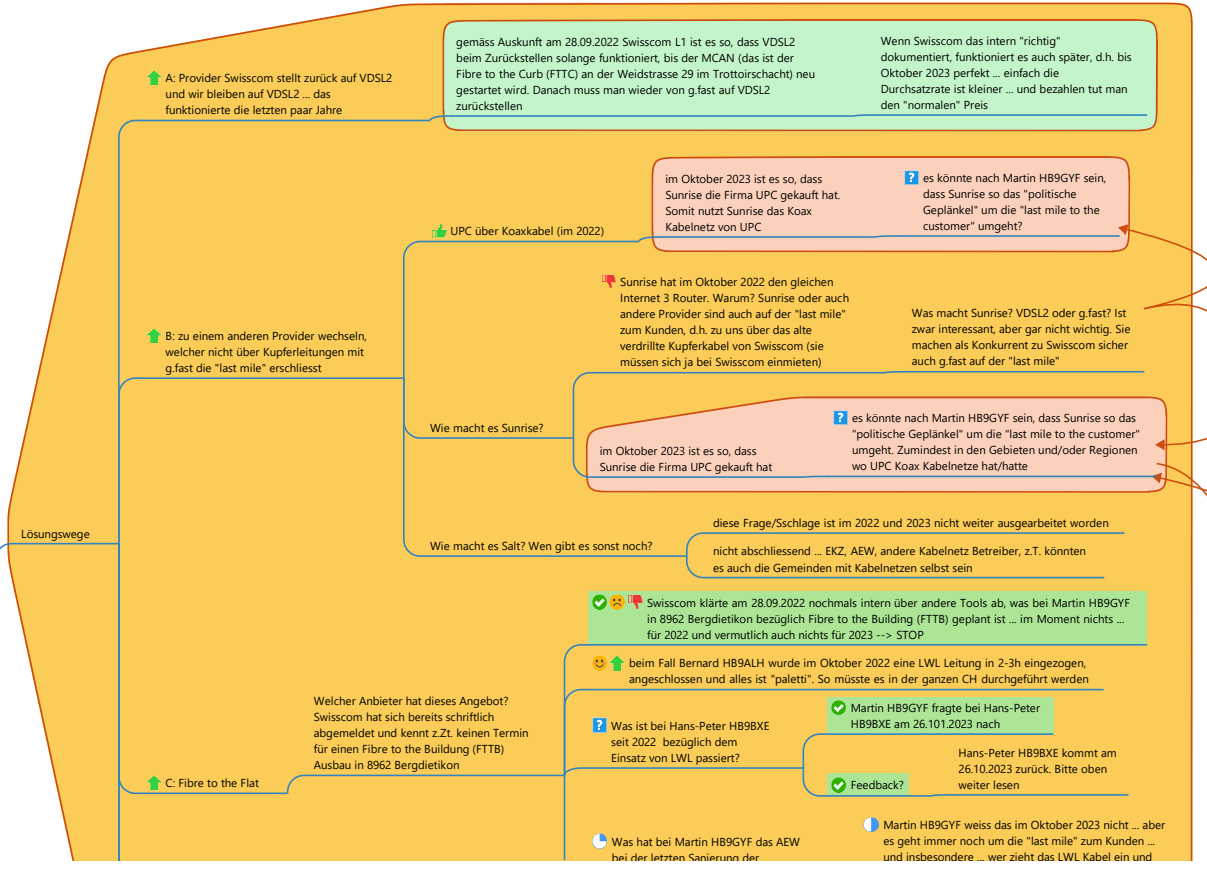 Lösungswege
A: Provider Swisscom stellt zurück auf VDSL2
und wir bleiben auf VDSL2 ... das
funktionierte die letzten paar Jahre
gemäss Auskunft am 28.09.2022 Swisscom L1 ist es so, dass VDSL2
beim Zurückstellen solange funktioniert, bis der MCAN (das ist der
Fibre to the Curb (FTTC) an der Weidstrasse 29 im Trottoirschacht) neu
gestartet wird. Danach muss man wieder von g.fast auf VDSL2
zurückstellen
Wenn Swisscom das intern "richtig"
dokumentiert, funktioniert es auch später, d.h. bis
Oktober 2023 perfekt ... einfach die
Durchsatzrate ist kleiner ... und bezahlen tut man
den "normalen" Preis
B: zu einem anderen Provider wechseln,
welcher nicht über Kupferleitungen mit
g.fast die "last mile" erschliesst
UPC über Koaxkabel (im 2022)
im Oktober 2023 ist es so, dass
Sunrise die Firma UPC gekauft hat.
Somit nutzt Sunrise das Koax
Kabelnetz von UPC
? es könnte nach Martin HB9GYF sein,
dass Sunrise so das "politische
Geplänkel" um die "last mile to the
customer" umgeht?
Wie macht es Sunrise?
Sunrise hat im Oktober 2022 den gleichen
Internet 3 Router. Warum? Sunrise oder auch
andere Provider sind auch auf der "last mile"
zum Kunden, d.h. zu uns über das alte
verdrillte Kupferkabel von Swisscom (sie
müssen sich ja bei Swisscom einmieten)
Was macht Sunrise? VDSL2 oder g.fast? Ist
zwar interessant, aber gar nicht wichtig. Sie
machen als Konkurrent zu Swisscom sicher
auch g.fast auf der "last mile"
im Oktober 2023 ist es so, dass
Sunrise die Firma UPC gekauft hat
? es könnte nach Martin HB9GYF sein, dass Sunrise so das
"politische Geplänkel" um die "last mile to the customer"
umgeht. Zumindest in den Gebieten und/oder Regionen
wo UPC Koax Kabelnetze hat/hatte
Wie macht es Salt? Wen gibt es sonst noch?
diese Frage/Sschlage ist im 2022 und 2023 nicht weiter ausgearbeitet worden
nicht abschliessend ... EKZ, AEW, andere Kabelnetz Betreiber, z.T. könnten
es auch die Gemeinden mit Kabelnetzen selbst sein
C: Fibre to the Flat
Welcher Anbieter hat dieses Angebot?
Swisscom hat sich bereits schriftlich
abgemeldet und kennt z.Zt. keinen Termin
für einen Fibre to the Buildung (FTTB)
Ausbau in 8962 Bergdietikon
Swisscom klärte am 28.09.2022 nochmals intern über andere Tools ab, was bei Martin HB9GYF
in 8962 Bergdietikon bezüglich Fibre to the Building (FTTB) geplant ist ... im Moment nichts ...
für 2022 und vermutlich auch nichts für 2023 --> STOP
beim Fall Bernard HB9ALH wurde im Oktober 2022 eine LWL Leitung in 2-3h eingezogen,
angeschlossen und alles ist "paletti". So müsste es in der ganzen CH durchgeführt werden
? Was ist bei Hans-Peter HB9BXE
seit 2022 bezüglich dem
Einsatz von LWL passiert?
Martin HB9GYF fragte bei Hans-Peter
HB9BXE am 26.101.2023 nach
Feedback?
Hans-Peter HB9BXE kommt am
26.10.2023 zurück. Bitte oben
weiter lesen
Was hat bei Martin HB9GYF das AEW
bei der letzten Sanierung der
Martin HB9GYF weiss das im Oktober 2023 nicht ... aber
es geht immer noch um die "last mile" zum Kunden ...
und insbesondere ... wer zieht das LWL Kabel ein und